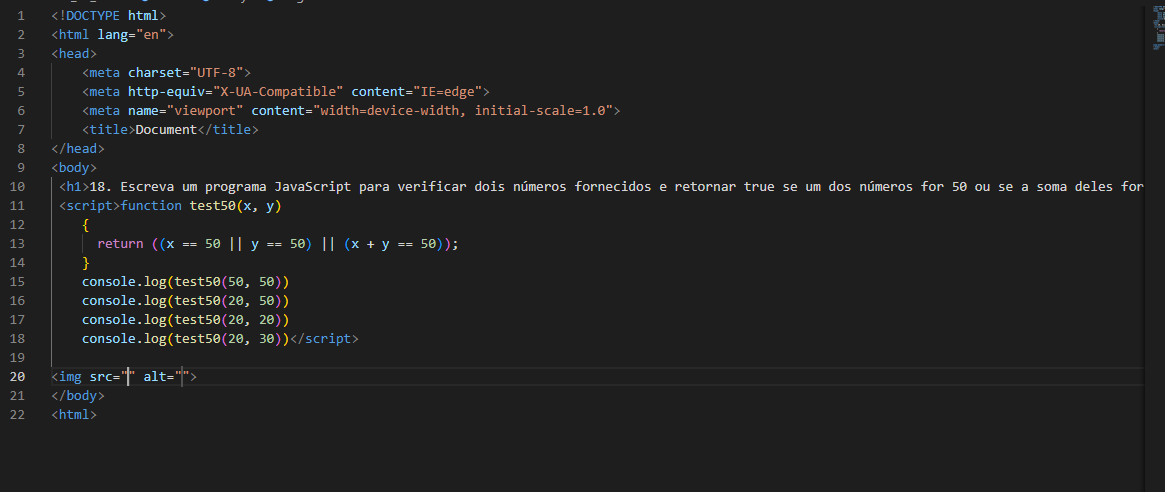 1 <!DOCTYPE html>
2 <html lang="en">
3 <head>
4     <meta charset="UTF-8">
5     <meta http-equiv="X-UA-Compatible" content="IE=edge">
6     <meta name="viewport" content="width=device-width, initial-scale=1.0">
7     <title>Document</title>
8 </head>
9 <body>
10  <h1>18. Escreva um programa JavaScript para verificar dois números fornecidos e retornar true se um dos números for 50 ou se a soma deles for
11  <script>function test50(x, y)
12     {
13       return ((x == 50 || y == 50) || (x + y == 50));
14     }
15     console.log(test50(50, 50))
16     console.log(test50(20, 50))
17     console.log(test50(20, 20))
18     console.log(test50(20, 30))</script>
19
20 <img src="" alt="">
21 </body>
22 <html>